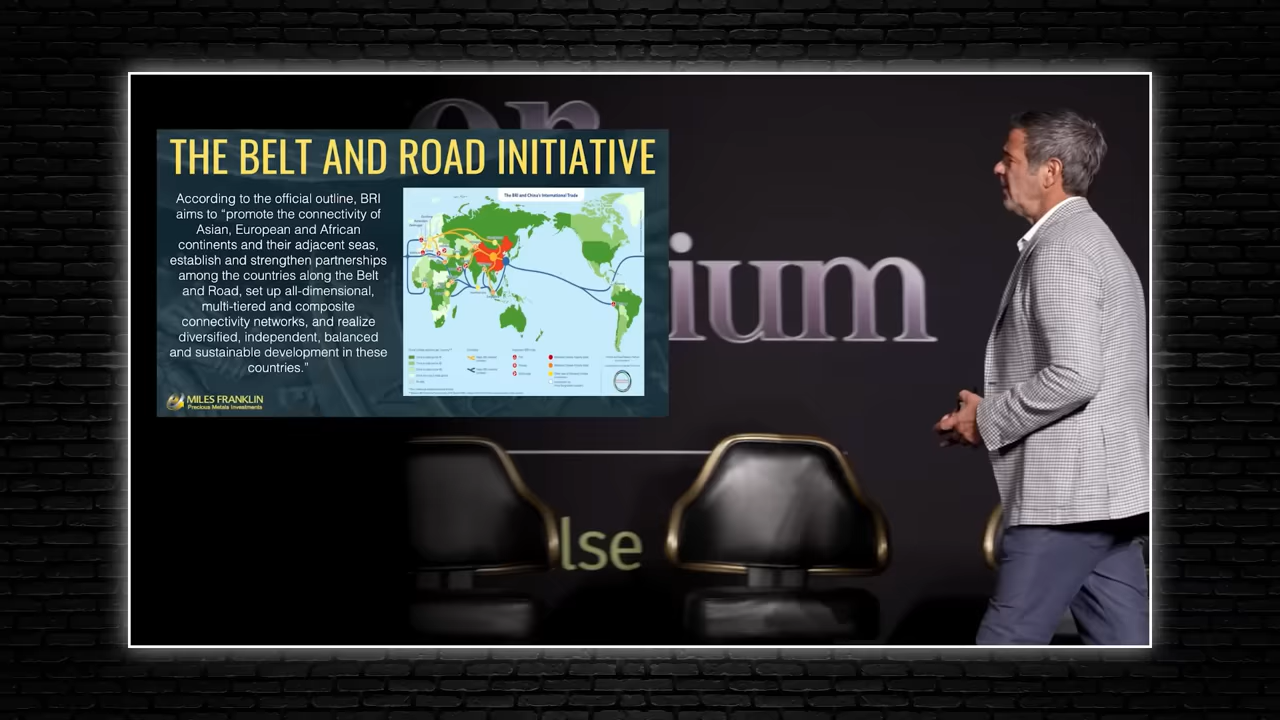 or
THE BELT AND ROAD INITIATIVE
According to the official outline, BRI
aims to “promote the connectivity of
Asian, European and African
continents and their adjacent seas,
establish and strengthen partnerships
among the countries along the Belt
and Road, set up all-dimensional,
multi-tiered and composite
connectivity networks, and realize
diversified, independent, balanced
and sustainable development in these
countries.”
The BRI and China's International Trade
MILES FRANKLIN
Precious Metals Investments
ium
lse